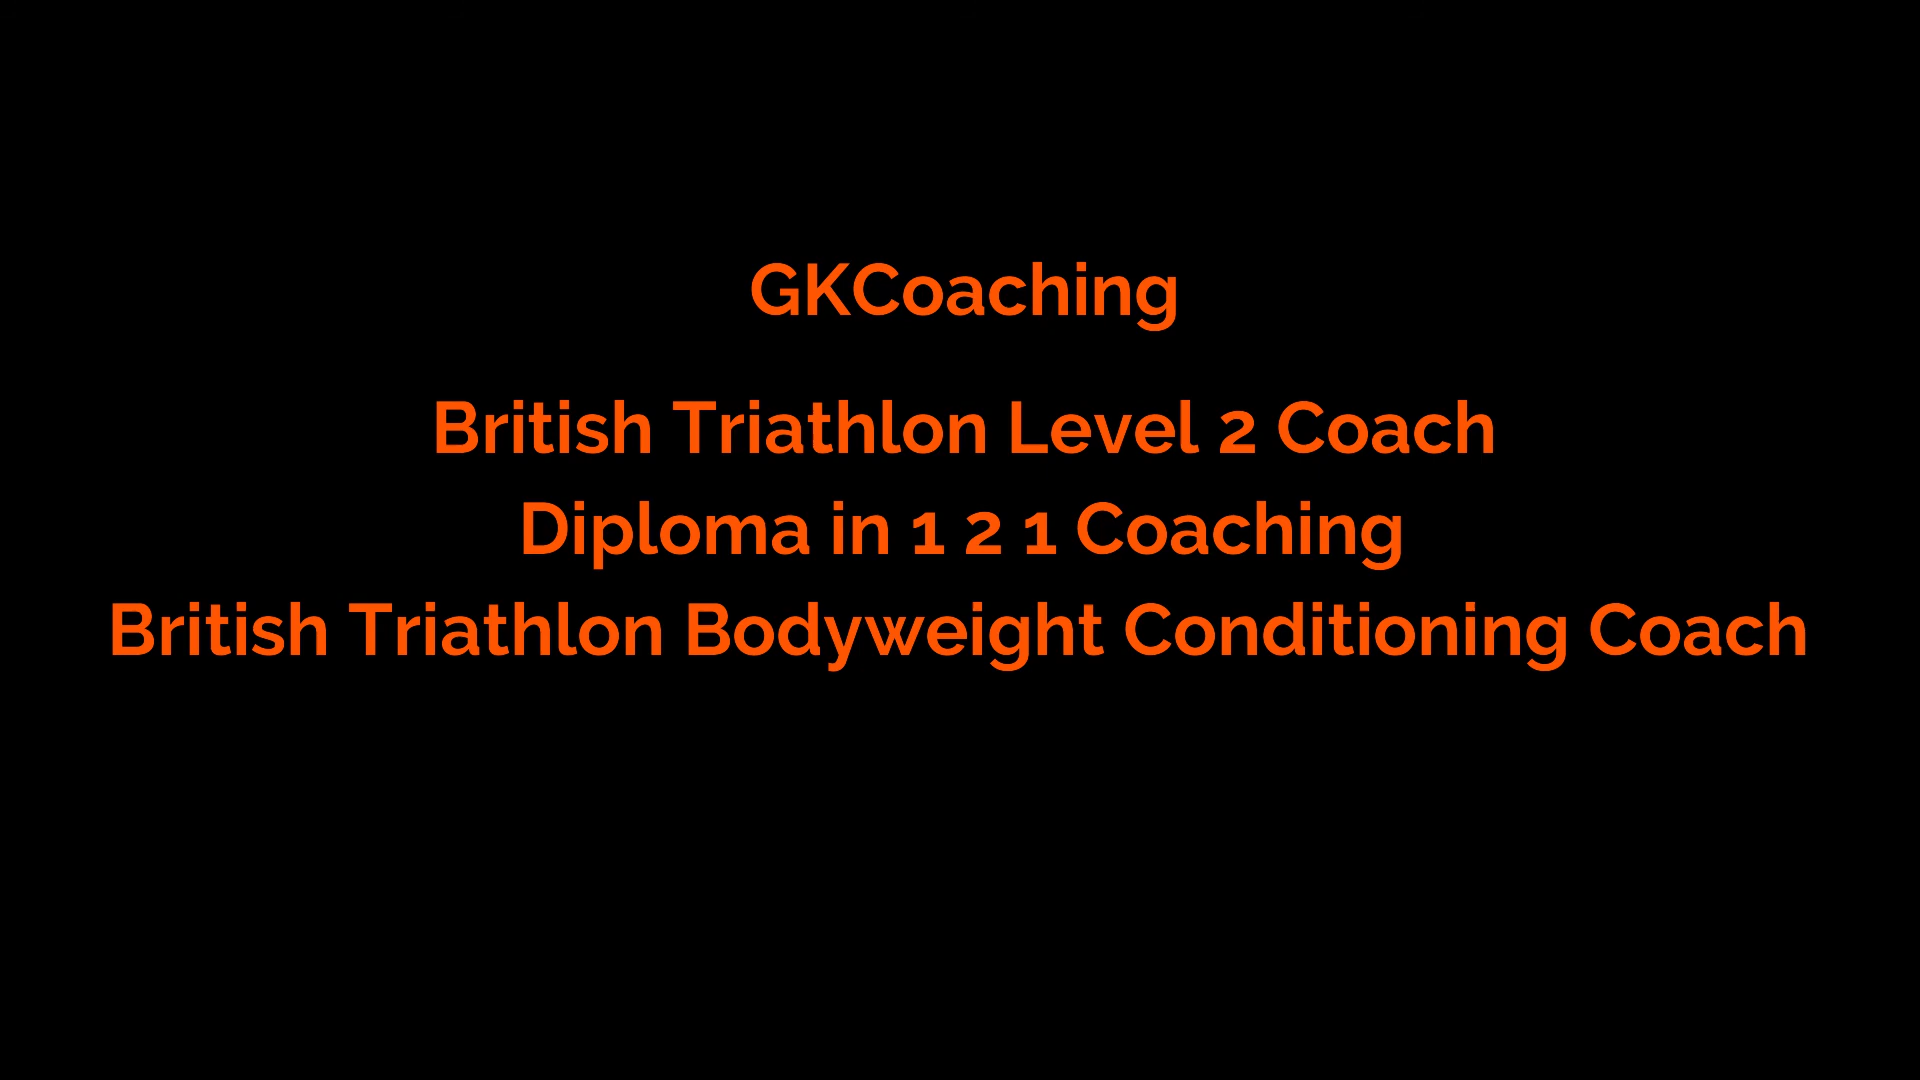 GKCoaching
British Triathlon Level 2 Coach
Diploma in 1 2 1 Coaching
British Triathlon Bodyweight Conditioning Coach